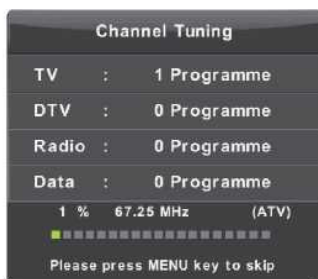 Channel Tuning
TV : 1 Programme
DTV : 0 Programme
Radio : 0 Programme
Data : 0 Programme
1 % 67.25 MHz (ATV)
Please press MENU key to skip